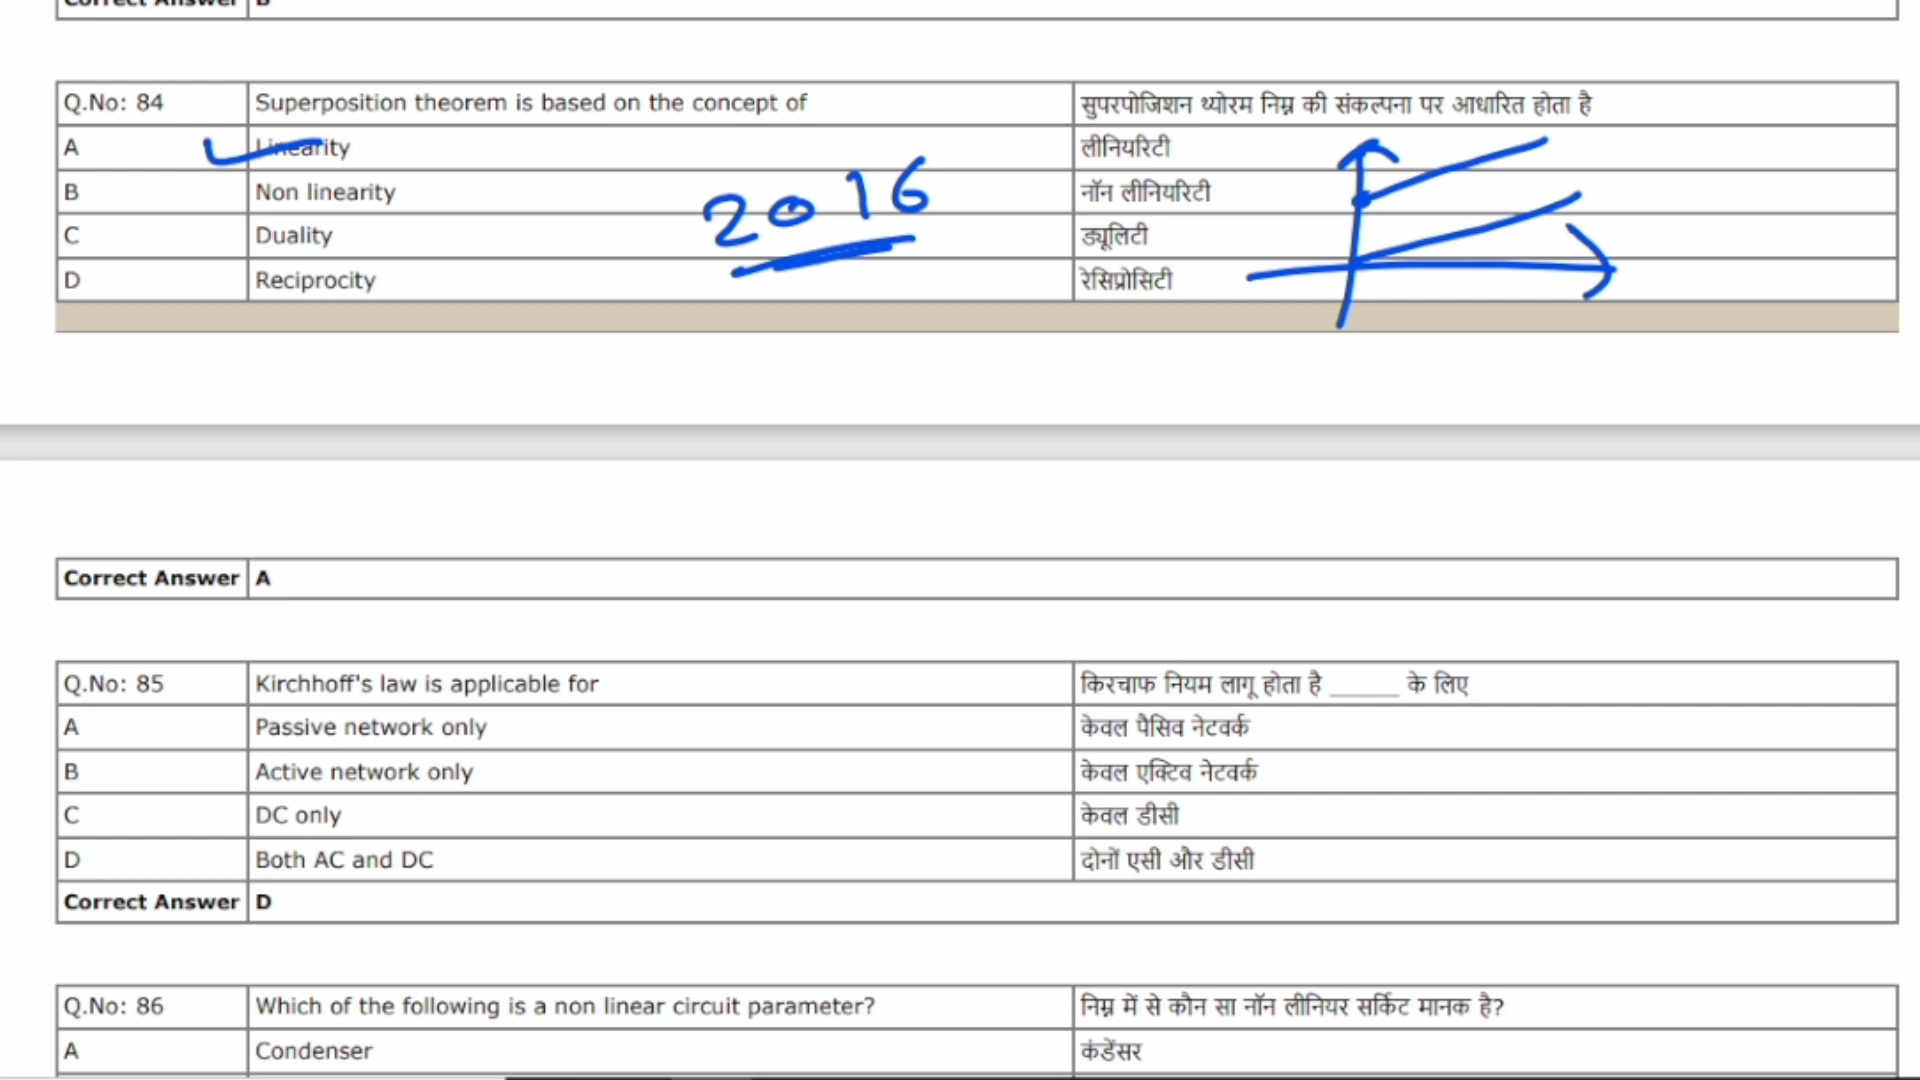 Correct Answer B
Q.No: 84 Superposition theorem is based on the concept of सुपरपोजिशन थ्योरम निम्न की संकल्पना पर आधारित होता है
A Linearity लीनियरिटी
B Non linearity नॉन लीनियरिटी
2016
C Duality ड्यूलिटी
D Reciprocity रेसिप्रोसिटी
Correct Answer A
Q.No: 85 Kirchhoff's law is applicable for किरचाफ नियम लागू होता है ______ के लिए
A Passive network only केवल पैसिव नेटवर्क
B Active network only केवल एक्टिव नेटवर्क
C DC only केवल डीसी
D Both AC and DC दोनों एसी और डीसी
Correct Answer D
Q.No: 86 Which of the following is a non linear circuit parameter? निम्न में से कौन सा नॉन लीनियर सर्किट मानक है?
A Condenser कंडेंसर